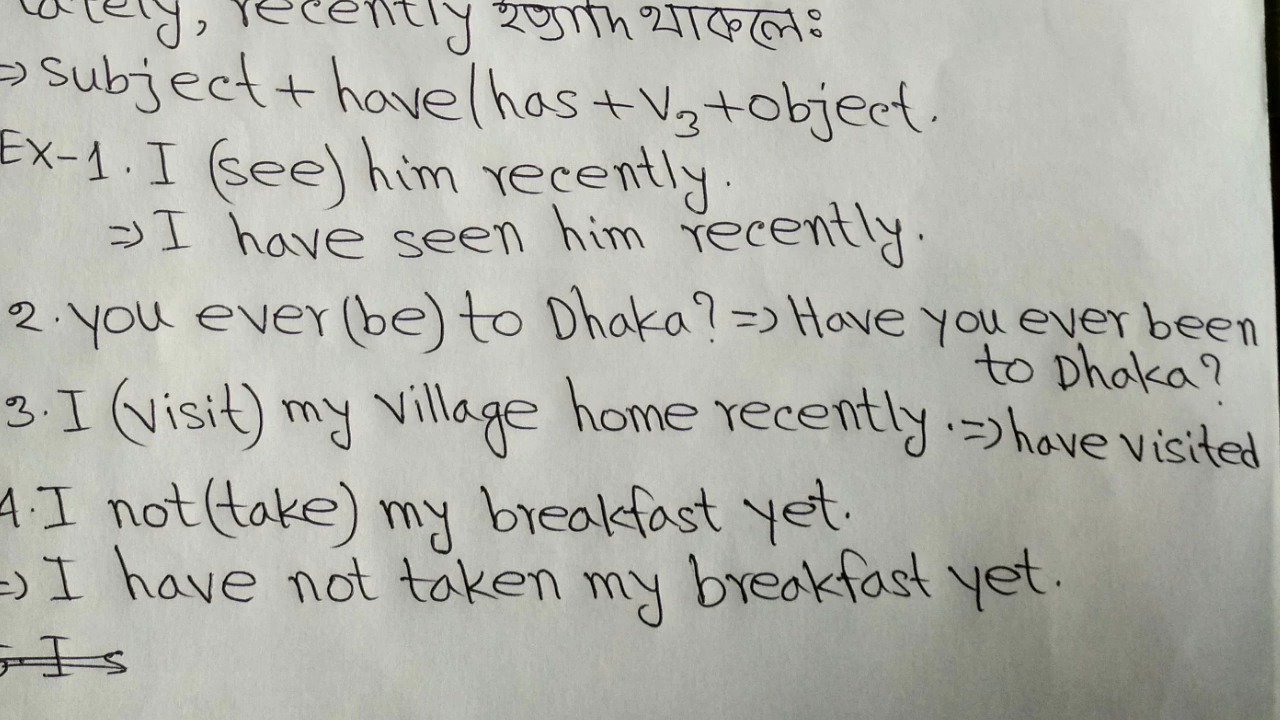 lately, recently ইত্যাদি থাকলেঃ
⇒ subject + have/has + V3 + object.
Ex-1. I (see) him recently.
⇒ I have seen him recently.
2. you ever (be) to Dhaka? ⇒ Have you ever been
to Dhaka?
3. I (visit) my village home recently. ⇒ have visited
4. I not (take) my breakfast yet.
⇒ I have not taken my breakfast yet.